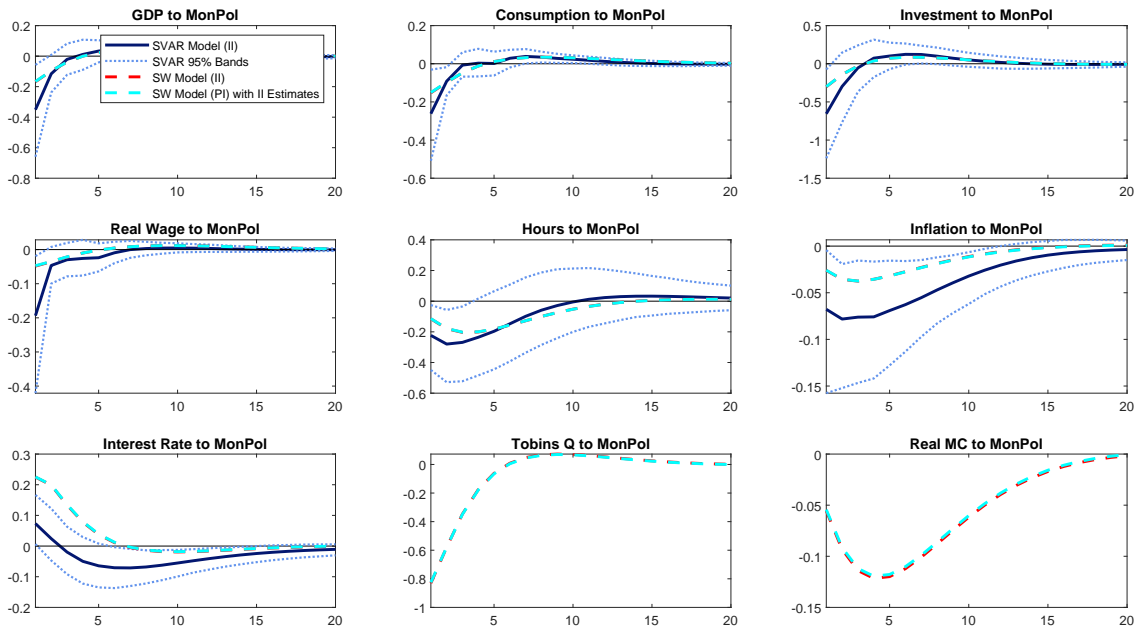 GDP to MonPol
0.2
0
-0.2
-0.4
-0.6
-0.8
5 10 15 20
SVAR Model (II)
SVAR 95% Bands
SW Model (II)
SW Model (PI) with II Estimates
Consumption to MonPol
0.2
0
-0.2
-0.4
-0.6
5 10 15 20
Investment to MonPol
0.5
0
-0.5
-1
-1.5
5 10 15 20
Real Wage to MonPol
0
-0.1
-0.2
-0.3
-0.4
5 10 15 20
Hours to MonPol
0.4
0.2
0
-0.2
-0.4
-0.6
5 10 15 20
Inflation to MonPol
0
-0.05
-0.1
-0.15
5 10 15 20
Interest Rate to MonPol
0.3
0.2
0.1
0
-0.1
-0.2
5 10 15 20
Tobins Q to MonPol
0
-0.2
-0.4
-0.6
-0.8
-1
5 10 15 20
Real MC to MonPol
0
-0.05
-0.1
-0.15
5 10 15 20